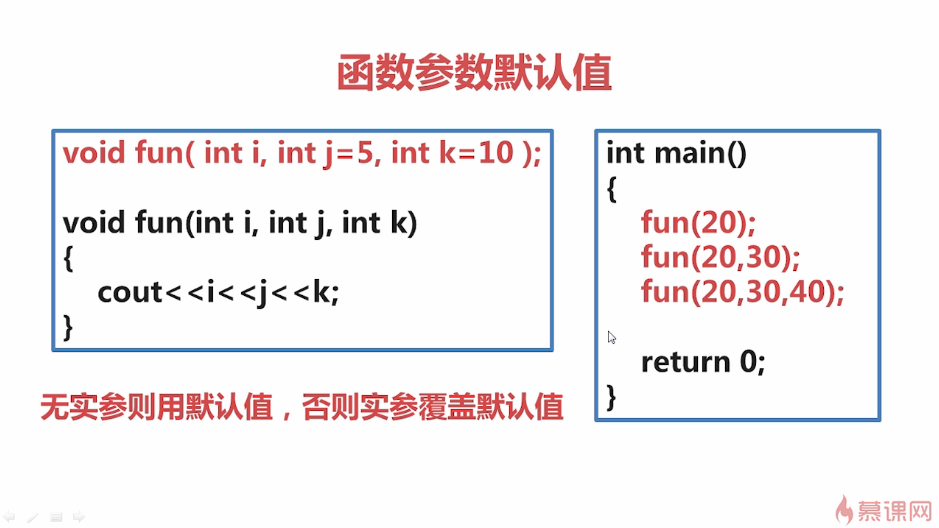 函数参数默认值
void fun( int i, int j=5, int k=10 );
void fun(int i, int j, int k)
{
cout<<i<<j<<k;
}
int main()
{
fun(20);
fun(20,30);
fun(20,30,40);
return 0;
}
无实参则用默认值，否则实参覆盖默认值
慕课网